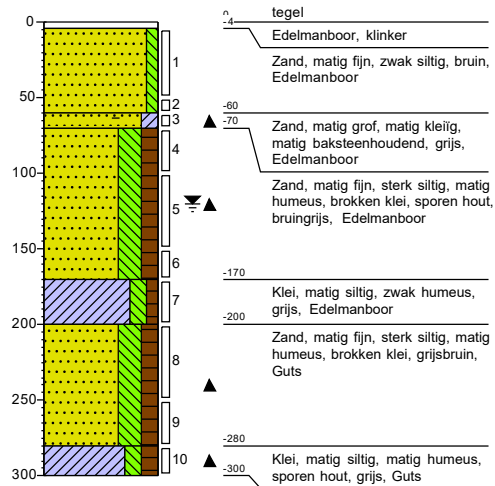 0
50
100
150
200
250
300
1
2
3
4
5
6
7
8
9
10
0
tegel
-4
Edelmanboor, klinker
Zand, matig fijn, zwak siltig, bruin,
Edelmanboor
-60
-70
Zand, matig grof, matig kleiïg,
matig baksteenhoudend, grijs,
Edelmanboor
Zand, matig fijn, sterk siltig, matig
humeus, brokken klei, sporen hout,
bruingrijs, Edelmanboor
-170
Klei, matig siltig, zwak humeus,
grijs, Edelmanboor
-200
Zand, matig fijn, sterk siltig, matig
humeus, brokken klei, grijsbruin,
Guts
-280
Klei, matig siltig, matig humeus,
sporen hout, grijs, Guts
-300